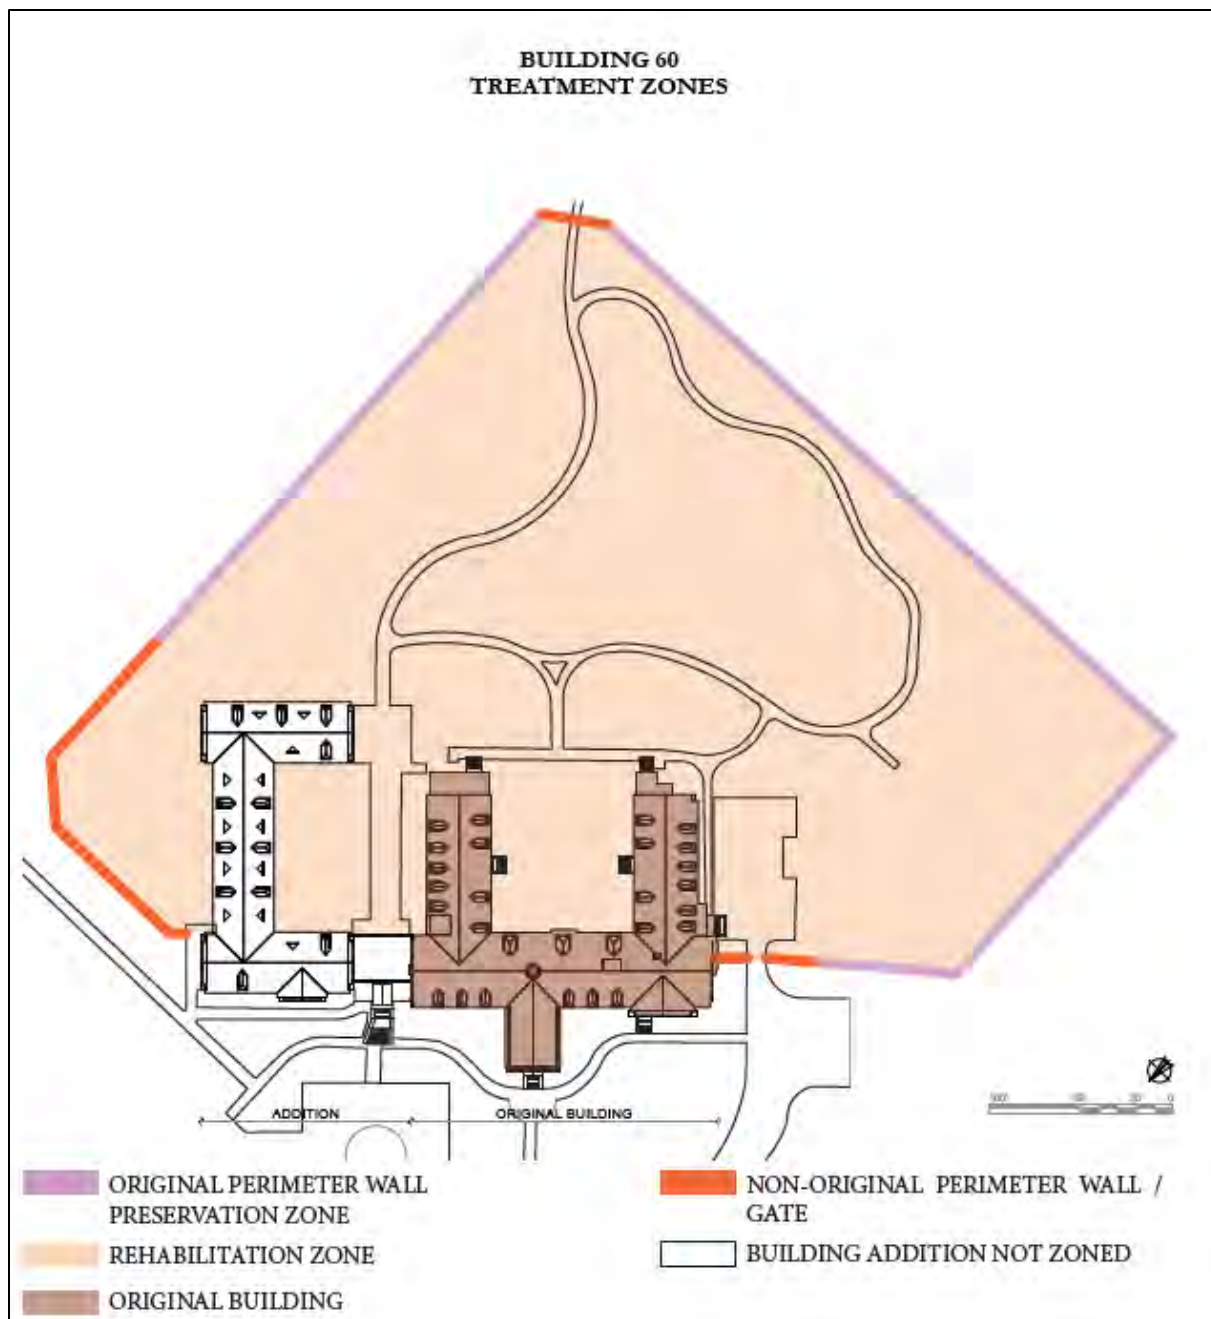 BUILDING 60
TREATMENT ZONES
ADDITION
ORIGINAL BUILDING
0
ORIGINAL PERIMETER WALL
PRESERVATION ZONE
REHABILITATION ZONE
ORIGINAL BUILDING
NON-ORIGINAL PERIMETER WALL /
GATE
BUILDING ADDITION NOT ZONED